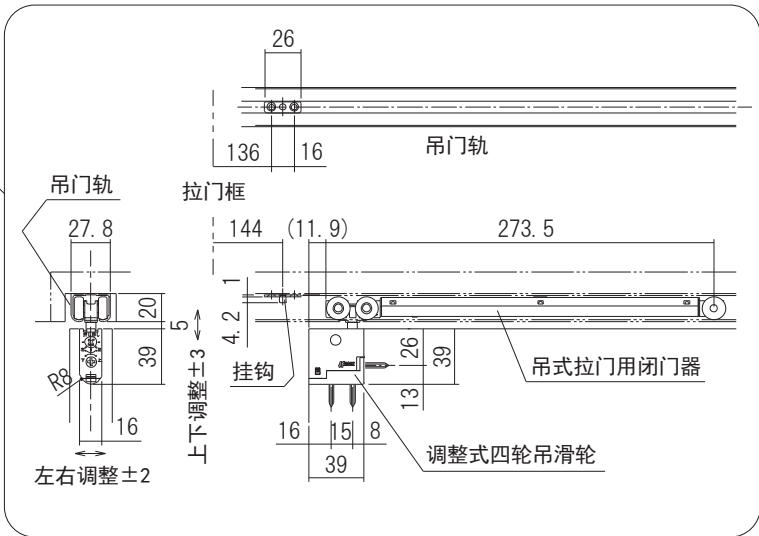 26
136
16
吊门轨
吊门轨
拉门框
27.8
144
(11.9)
273.5
1
20
5
4.2
39
上下调整±3
挂钩
26
39
13
吊式拉门用闭门器
R8
16
左右调整±2
16
15
8
39
调整式四轮吊滑轮